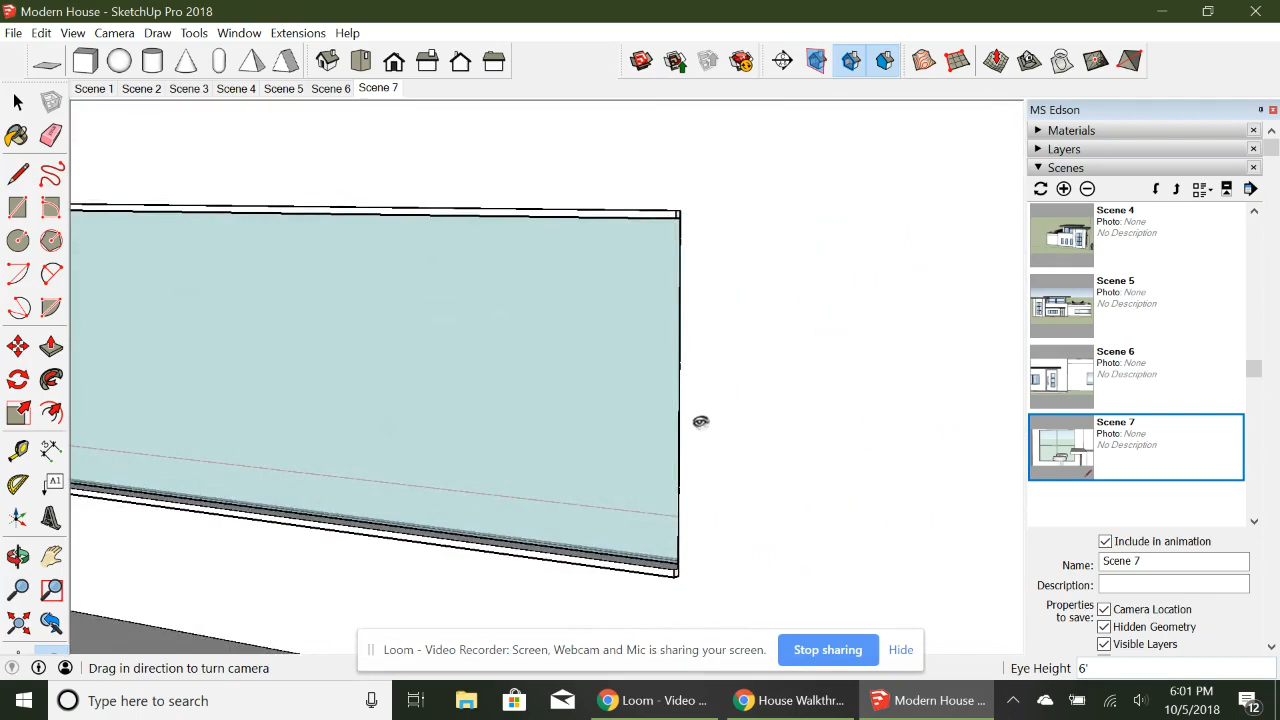 Modern House - SketchUp Pro 2018
File Edit View Camera Draw Tools Window Extensions Help
Scene 1 Scene 2 Scene 3 Scene 4 Scene 5 Scene 6 Scene 7
MS Edson
Materials
Layers
Scenes
Scene 4
Photo: None
No Description
Scene 5
Photo: None
No Description
Scene 6
Photo: None
No Description
Scene 7
Photo: None
No Description
Include in animation
Name: Scene 7
Description:
Properties to save:
Camera Location
Hidden Geometry
Visible Layers
A1
Loom - Video Recorder: Screen, Webcam and Mic is sharing your screen. Stop sharing Hide
Drag in direction to turn camera
Eye Height 6'
Type here to search
Loom - Video ...
House Walkthr...
Modern House ...
6:01 PM
10/5/2018
12